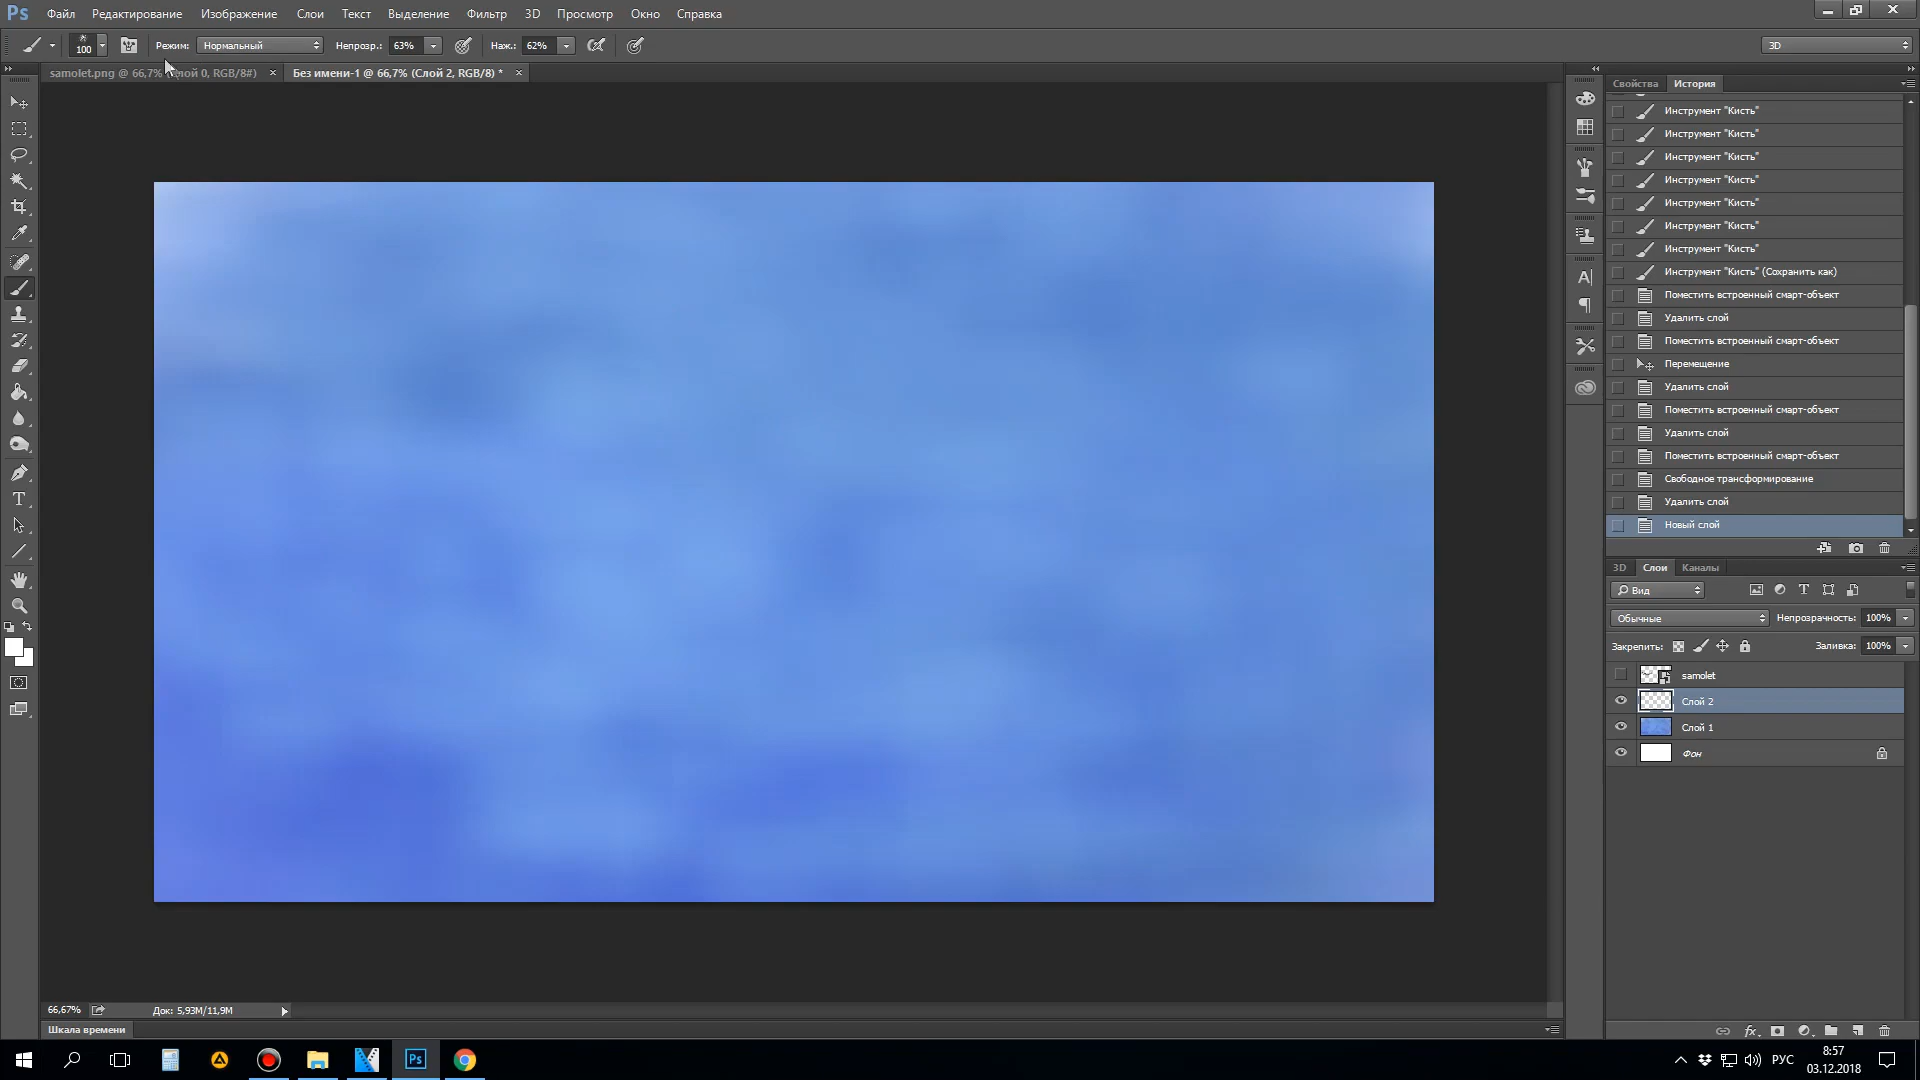 Ps Файл Редактирование Изображение Слои Текст Выделение Фильтр 3D Просмотр Окно Справка
100 Режим: Нормальный Непрозр.: 63% Наж.: 62% 3D
samolet.png @ 66,7% лой 0, RGB/8#) × Без имени-1 @ 66,7% (Слой 2, RGB/8) * ×
Свойства История
Инструмент "Кисть"
Инструмент "Кисть"
Инструмент "Кисть"
Инструмент "Кисть"
Инструмент "Кисть"
Инструмент "Кисть"
Инструмент "Кисть"
Инструмент "Кисть" (Сохранить как)
Поместить встроенный смарт-объект
Удалить слой
Поместить встроенный смарт-объект
Перемещение
Удалить слой
Поместить встроенный смарт-объект
Удалить слой
Поместить встроенный смарт-объект
Свободное трансформирование
Удалить слой
Новый слой
3D Слои Каналы
Вид
Обычные Непрозрачность: 100%
Закрепить: Заливка: 100%
samolet
Слой 2
Слой 1
Фон
66,67% Док: 5,93M/11,9M
Шкала времени
Ps РУС 8:57
03.12.2018